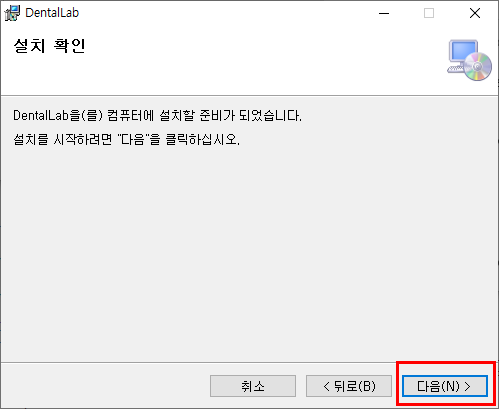 DentalLab
설치 확인
DentalLab을(를) 컴퓨터에 설치할 준비가 되었습니다.
설치를 시작하려면 "다음"을 클릭하십시오.
취소
< 뒤로(B)
다음(N) >